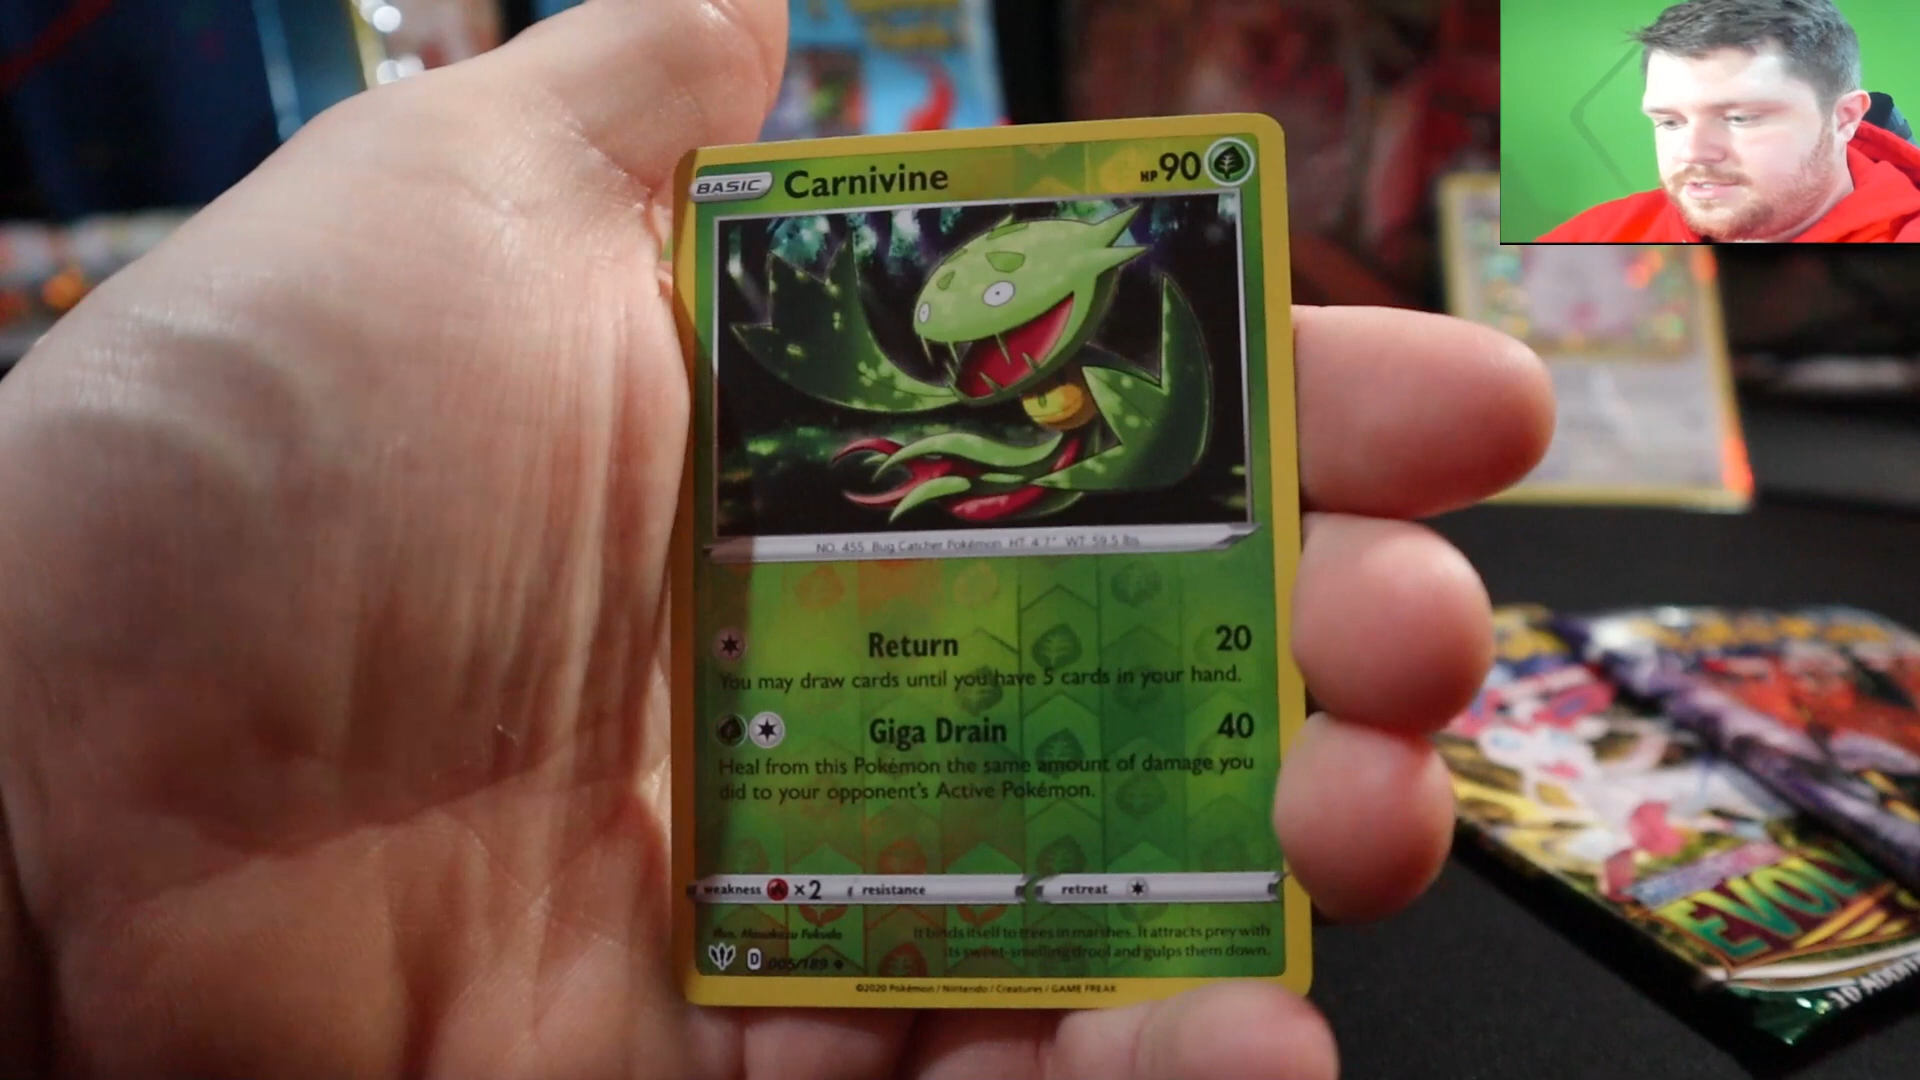 BASIC Carnivine HP 90
NO. 455 Bug Catcher Pokémon HT: 4'7" WT: 59.5 lbs
Return 20
You may draw cards until you have 5 cards in your hand.
Giga Drain 40
Heal from this Pokémon the same amount of damage you
did to your opponent's Active Pokémon.
weakness ×2 resistance retreat
Illus. Masakazu Fukuda
It binds itself to trees in marshes. It attracts prey with
its sweet-smelling drool and gulps them down.
D 005/189
©2020 Pokémon / Nintendo / Creatures / GAME FREAK
EVOL
10 ADDIT